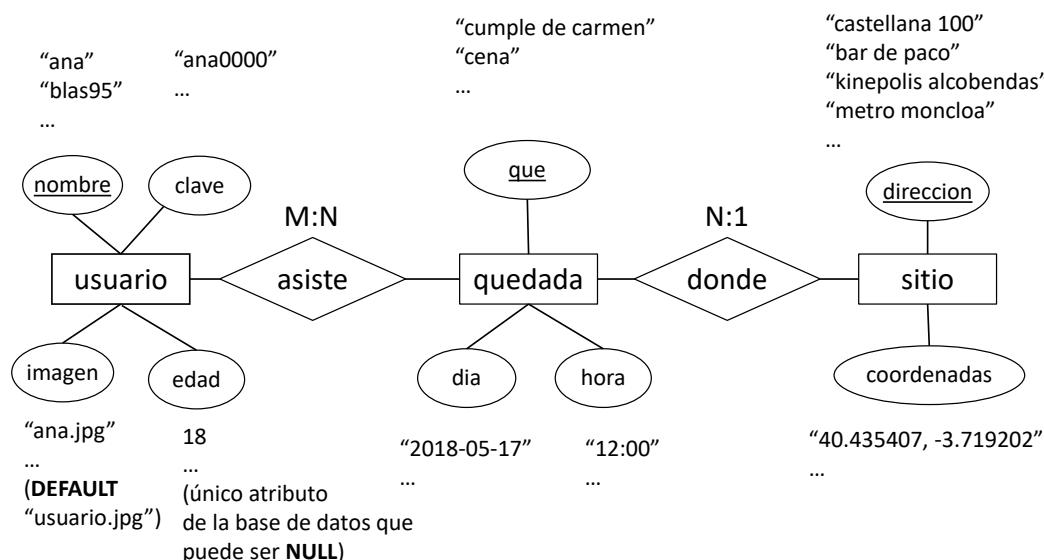 “ana”
“blas95”
...
“ana0000”
...
“cumple de carmen”
“cena”
...
“castellana 100”
“bar de paco”
“kinepolis alcobendas’
“metro moncloa”
...
nombre
clave
que
direccion
M:N
N:1
usuario
asiste
quedada
donde
sitio
imagen
edad
dia
hora
coordenadas
“ana.jpg”
...
(DEFAULT
“usuario.jpg”)
18
...
(único atributo
de la base de datos que
puede ser NULL)
“2018-05-17”
...
“12:00”
...
“40.435407, -3.719202”
...